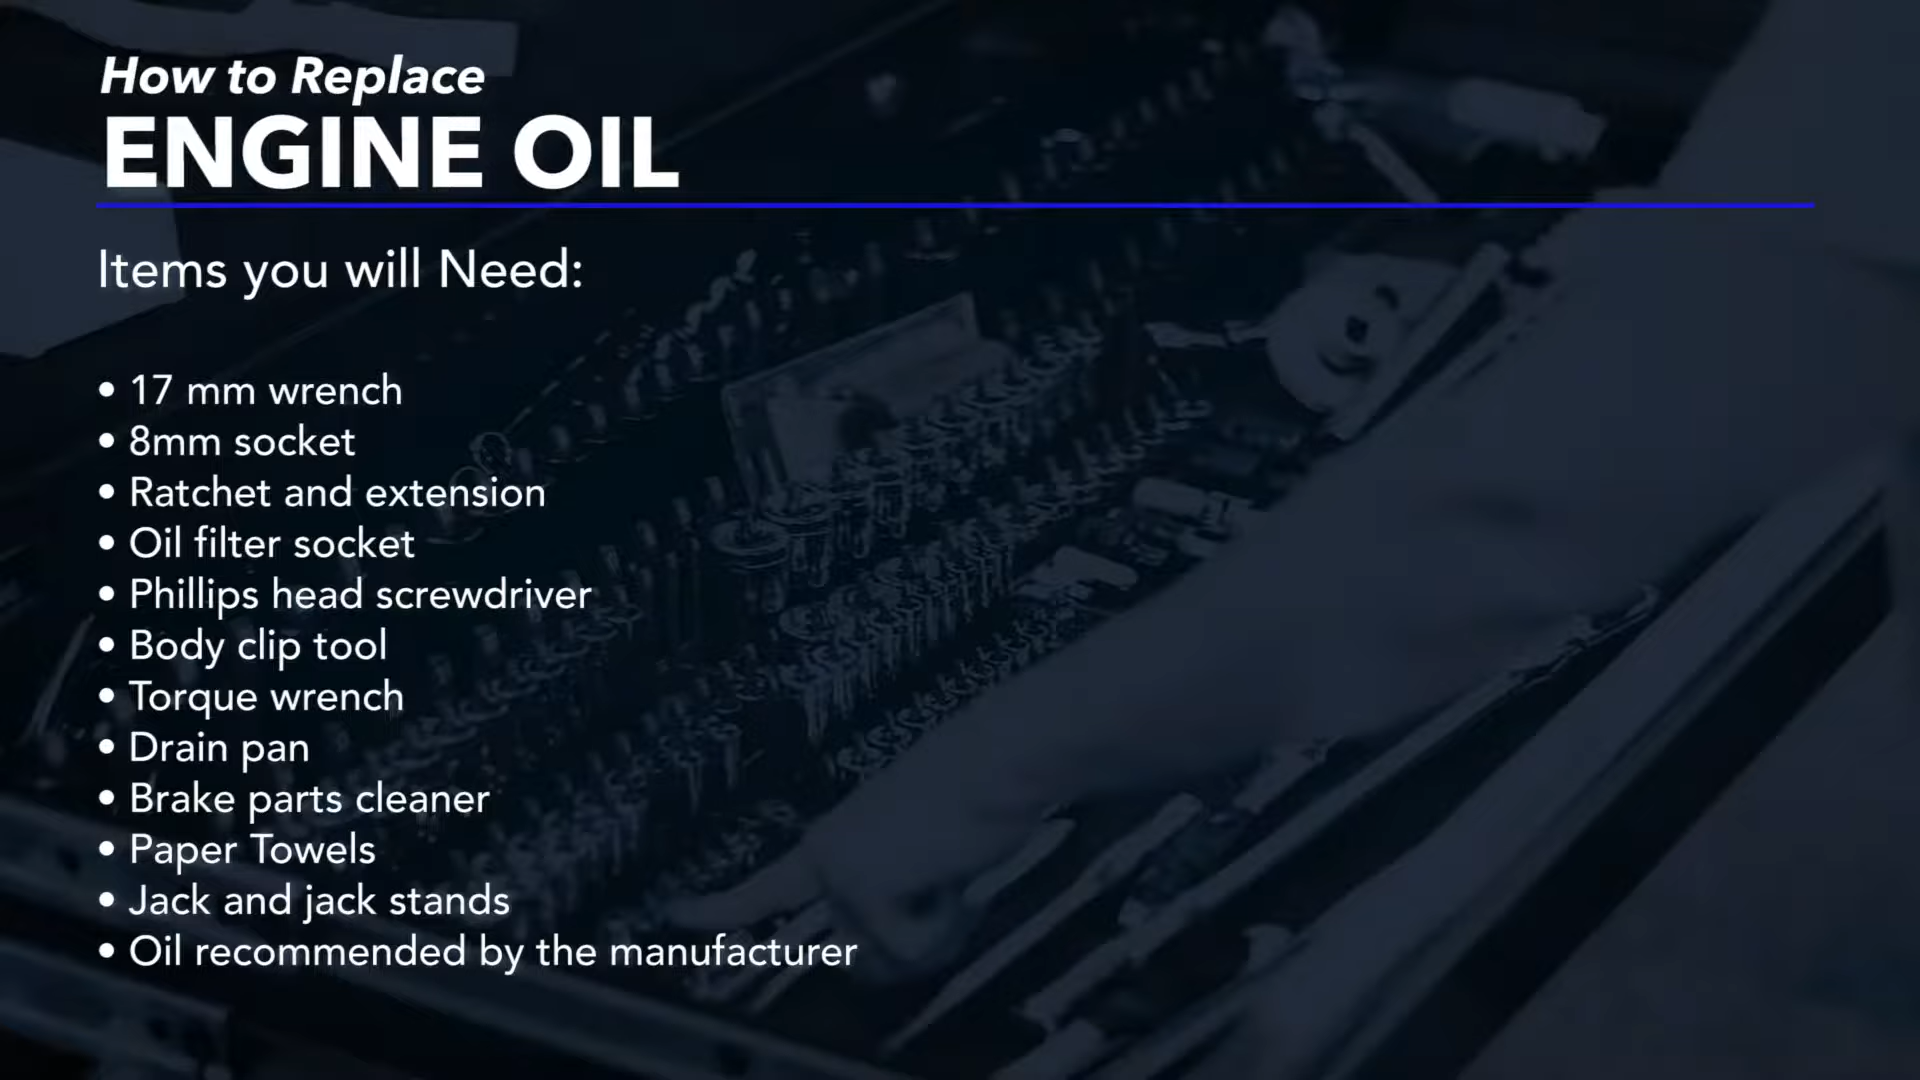 How to Replace
ENGINE OIL
Items you will Need:
• 17 mm wrench
• 8mm socket
• Ratchet and extension
• Oil filter socket
• Phillips head screwdriver
• Body clip tool
• Torque wrench
• Drain pan
• Brake parts cleaner
• Paper Towels
• Jack and jack stands
• Oil recommended by the manufacturer